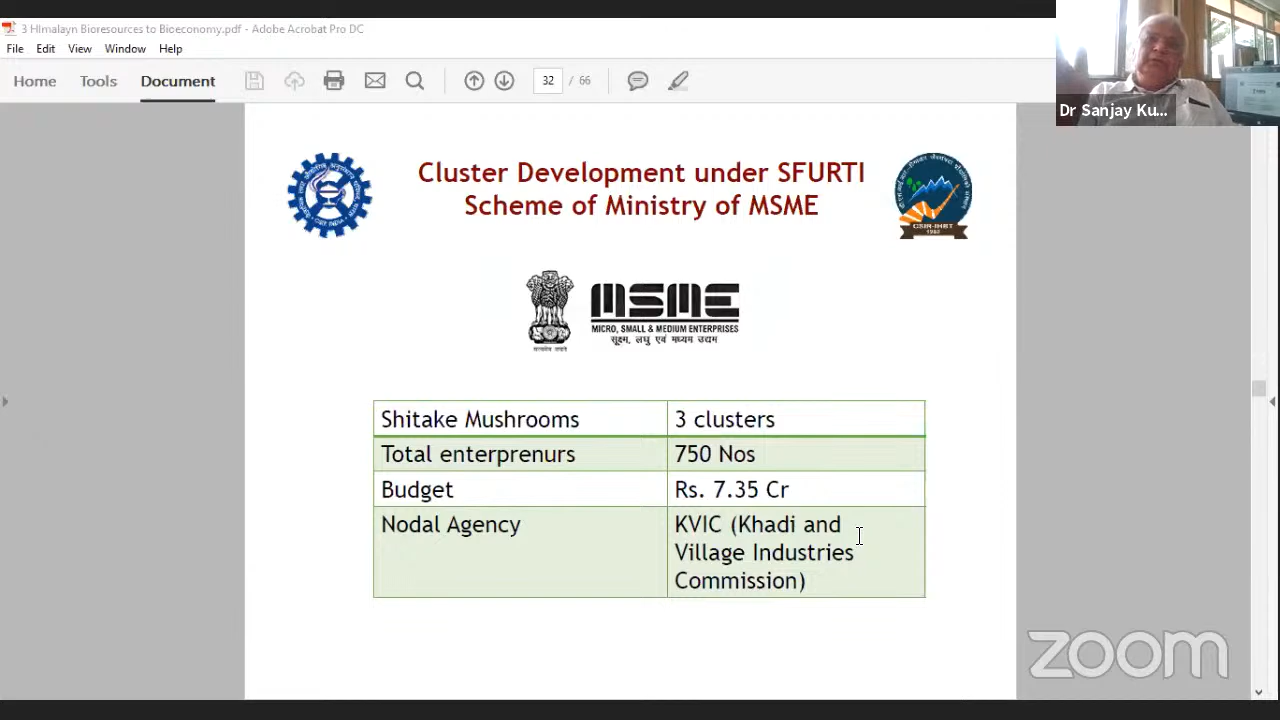 3 HImalayn Bioresources to Bioeconomy.pdf - Adobe Acrobat Pro DC
File Edit View Window Help
Home Tools Document 32 / 66
Dr Sanjay Ku...
Cluster Development under SFURTI
Scheme of Ministry of MSME
CSIR-IHBT
MSME
MICRO, SMALL & MEDIUM ENTERPRISES
सूक्ष्म, लघु एवं मध्यम उद्यम
Shitake Mushrooms 3 clusters
Total enterprenurs 750 Nos
Budget Rs. 7.35 Cr
Nodal Agency KVIC (Khadi and
Village Industries
Commission)
zoom